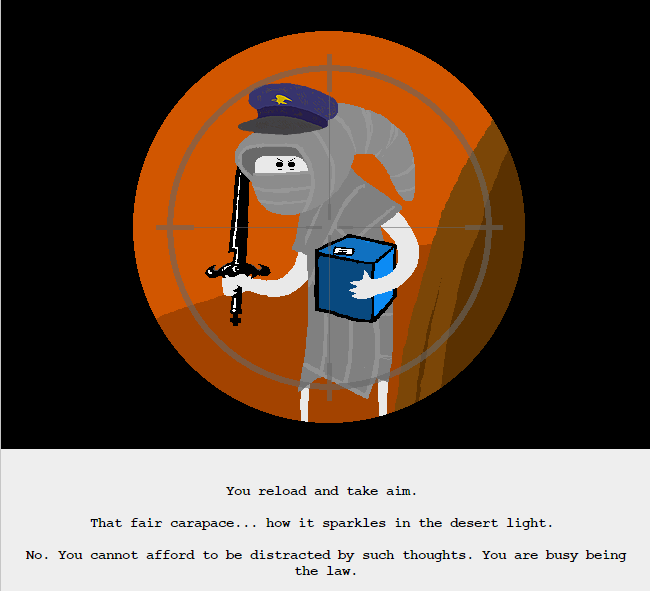 You reload and take aim.
That fair carapace... how it sparkles in the desert light.
No. You cannot afford to be distracted by such thoughts. You are busy being
the law.